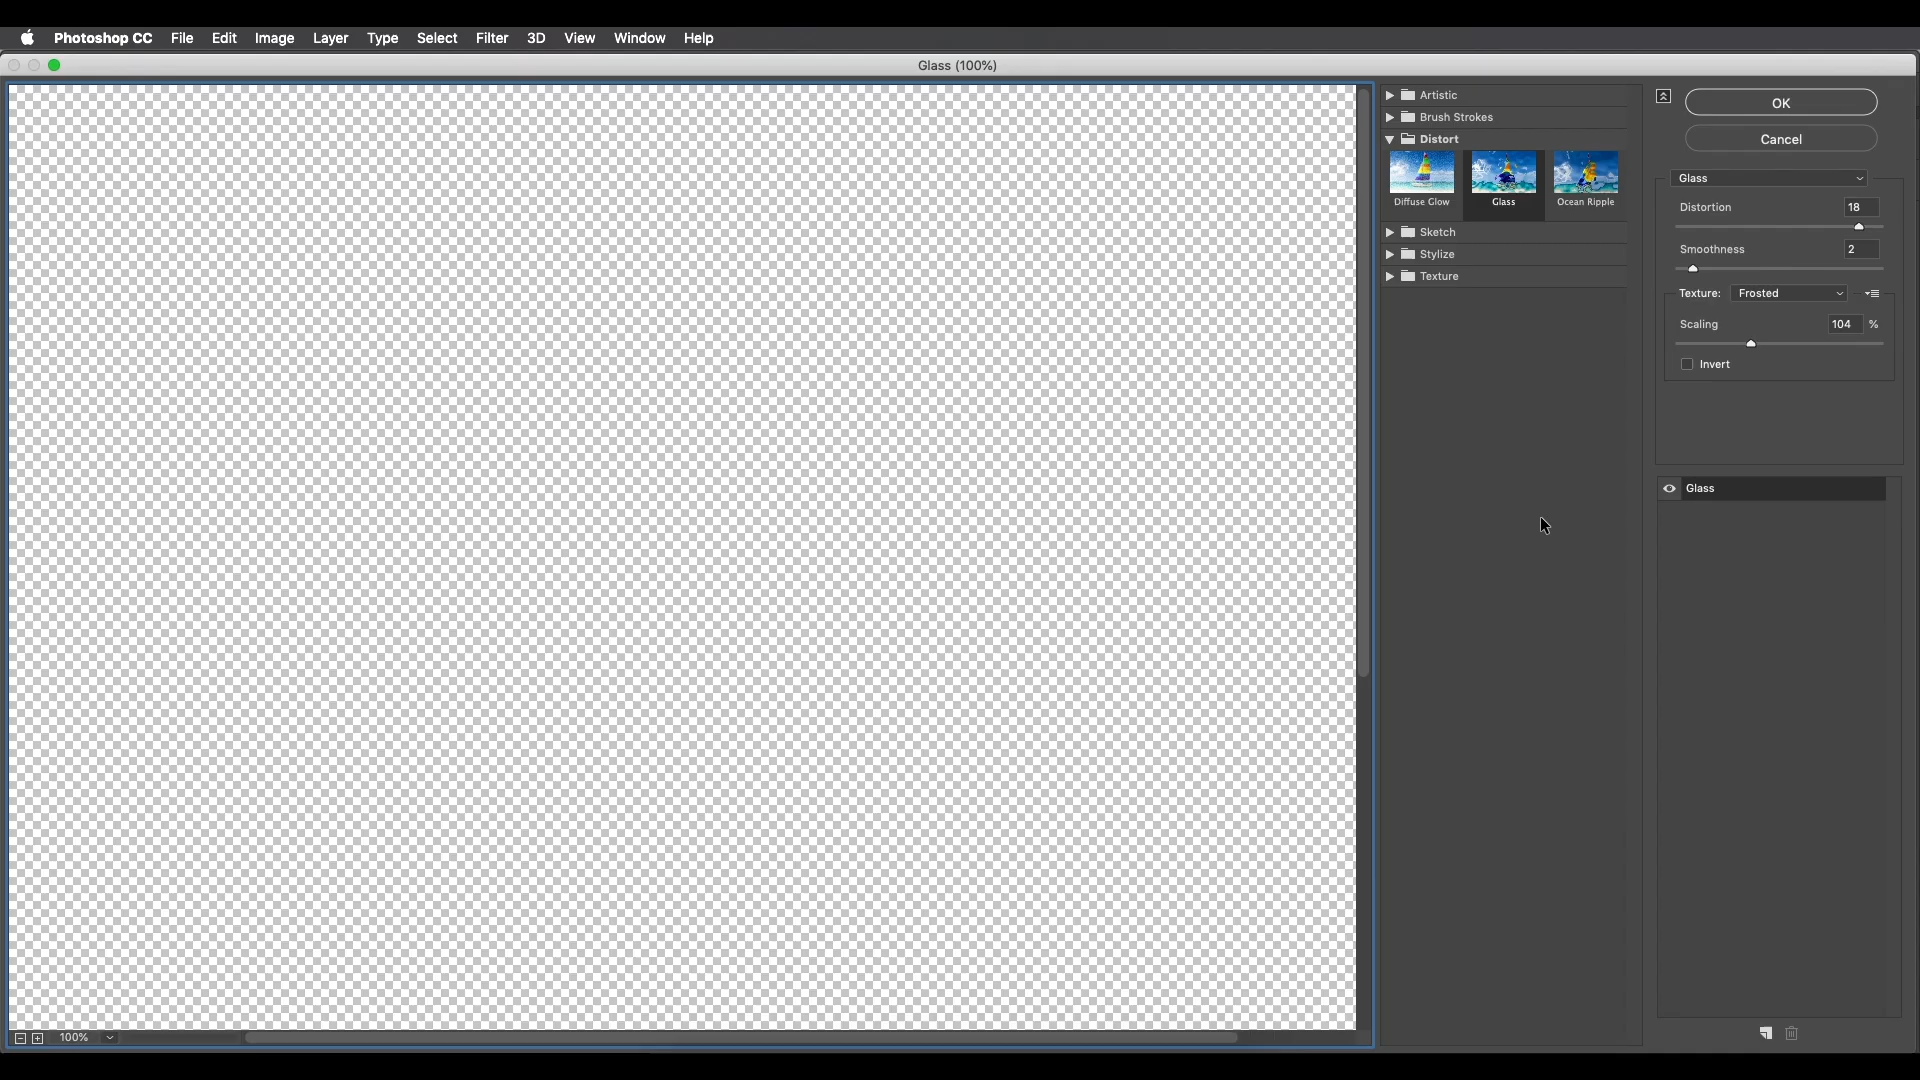 Photoshop CC File Edit Image Layer Type Select Filter 3D View Window Help
Glass (100%)
Artistic
Brush Strokes
Distort
Diffuse Glow
Glass
Ocean Ripple
Sketch
Stylize
Texture
OK
Cancel
Glass
Distortion 18
Smoothness 2
Texture: Frosted
Scaling 104 %
Invert
Glass
100%